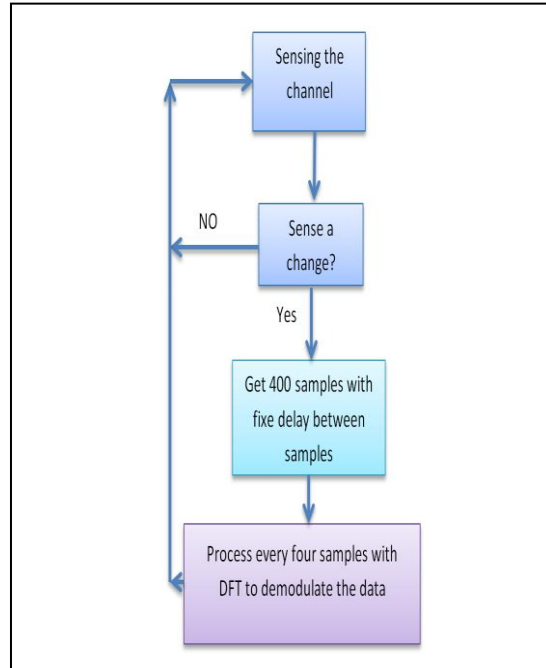 Sensing the
channel
NO
Sense a
change?
Yes
Get 400 samples with
fixe delay between
samples
Process every four samples with
DFT to demodulate the data